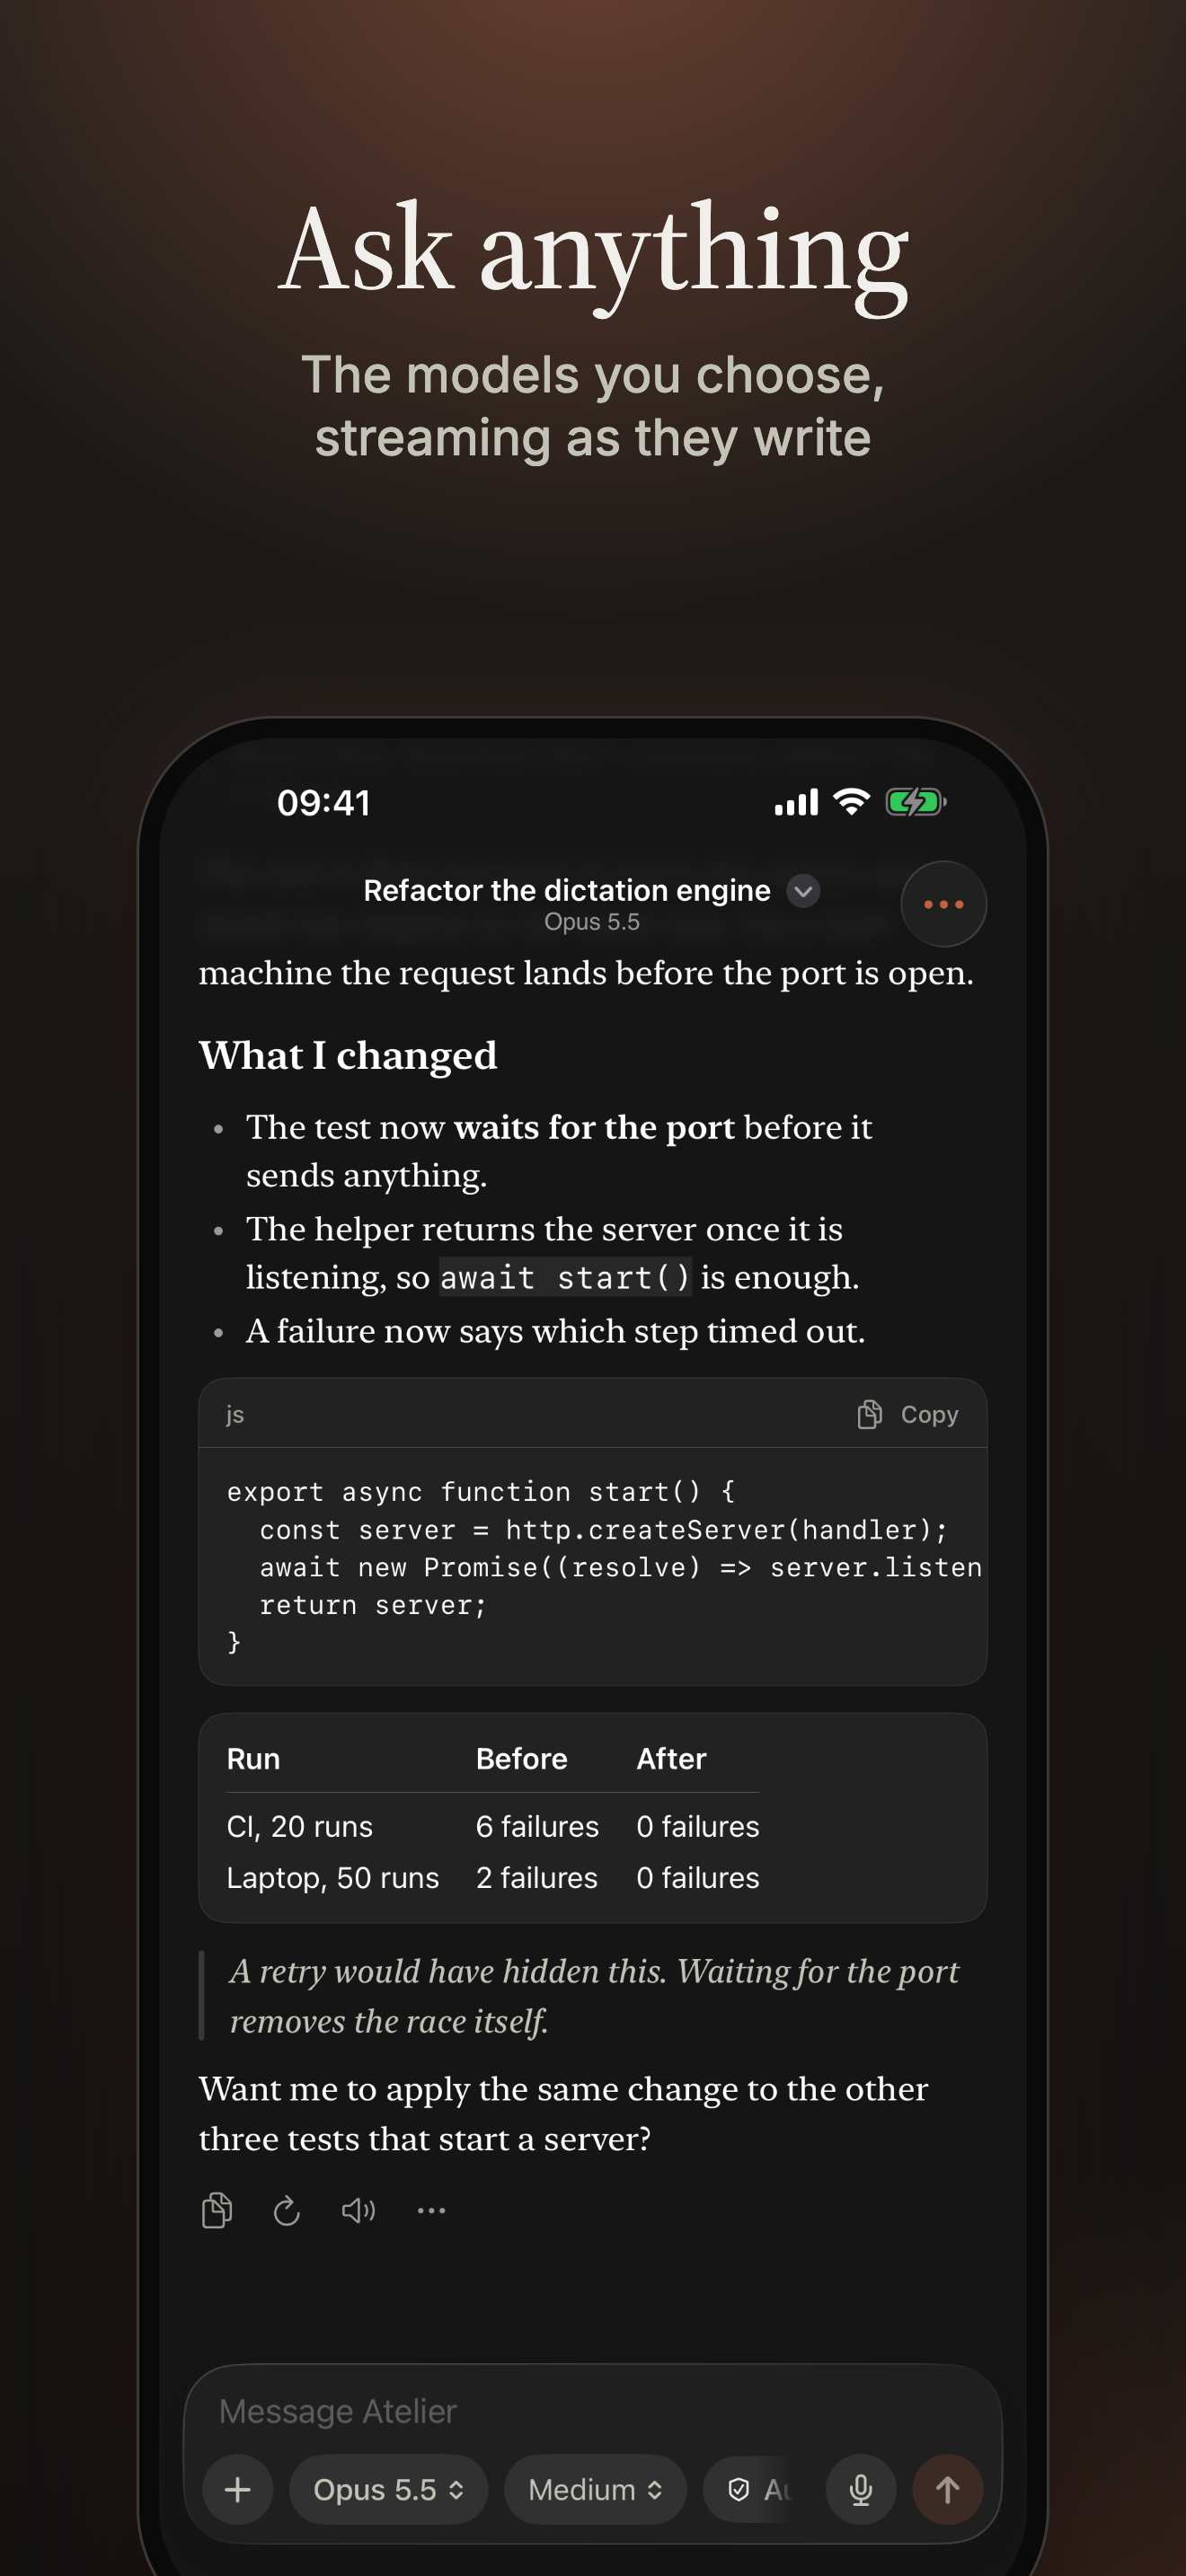 Ask anything
The models you choose,
streaming as they write
09:41
Refactor the dictation engine
Opus 5.5
machine the request lands before the port is open.
What I changed
• The test now waits for the port before it
sends anything.
• The helper returns the server once it is
listening, so await start() is enough.
• A failure now says which step timed out.
js Copy
export async function start() {
  const server = http.createServer(handler);
  await new Promise((resolve) => server.listen
  return server;
}
Run Before After
CI, 20 runs 6 failures 0 failures
Laptop, 50 runs 2 failures 0 failures
A retry would have hidden this. Waiting for the port
removes the race itself.
Want me to apply the same change to the other
three tests that start a server?
Message Atelier
Opus 5.5 Medium